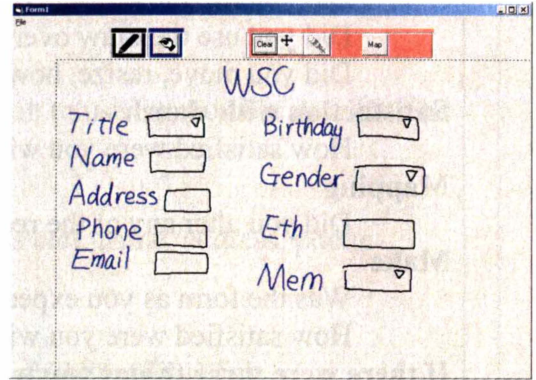 Form1
File
Clear Map
WSC
Title
Name
Address
Phone
Email
Birthday
Gender
Eth
Mem